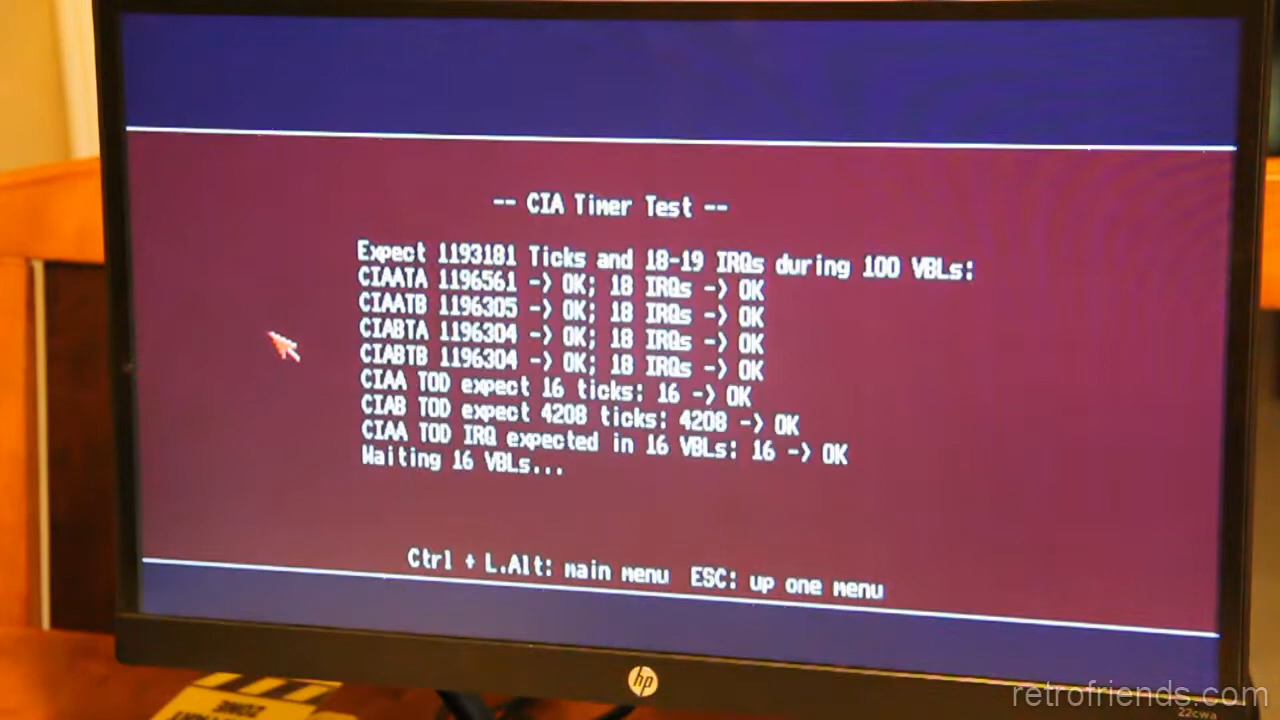 -- CIA Timer Test --
Expect 1193181 Ticks and 18-19 IRQs during 100 VBLs:
CIAATA 1196561 -> OK; 18 IRQs -> OK
CIAATB 1196305 -> OK; 18 IRQs -> OK
CIABTA 1196304 -> OK; 18 IRQs -> OK
CIABTB 1196304 -> OK; 18 IRQs -> OK
CIAA TOD expect 16 ticks: 16 -> OK
CIAB TOD expect 4208 ticks: 4208 -> OK
CIAA TOD IRQ expected in 16 VBLs: 16 -> OK
Waiting 16 VBLs...
Ctrl + L.Alt: main menu ESC: up one menu
hp
22cwa
ZONE
retrofriends.com